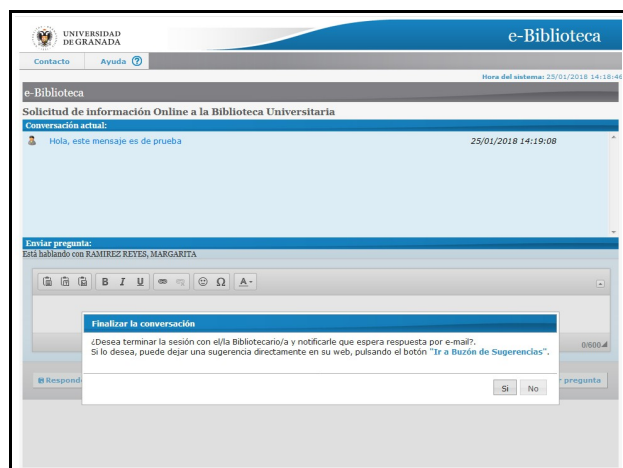 UNIVERSIDAD
DE GRANADA
e-Biblioteca
Contacto Ayuda ?
Hora del sistema: 25/01/2018 14:18:46
e-Biblioteca
Solicitud de información Online a la Biblioteca Universitaria
Conversación actual:
Hola, este mensaje es de prueba 25/01/2018 14:19:08
Enviar pregunta:
Está hablando con RAMIREZ REYES, MARGARITA
B I U Ω A
Finalizar la conversación
¿Desea terminar la sesión con el/la Bibliotecario/a y notificarle que espera respuesta por e-mail?.
Si lo desea, puede dejar una sugerencia directamente en su web, pulsando el botón "Ir a Buzón de Sugerencias".
0/600
Si No
pregunta